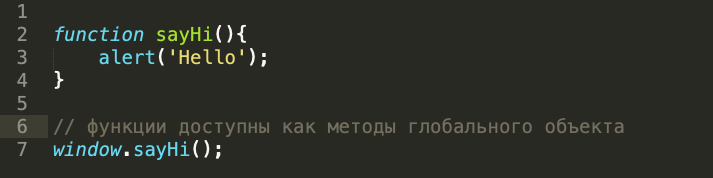 1
2 function sayHi(){
3     alert('Hello');
4 }
5
6 // функции доступны как методы глобального объекта
7 window.sayHi();